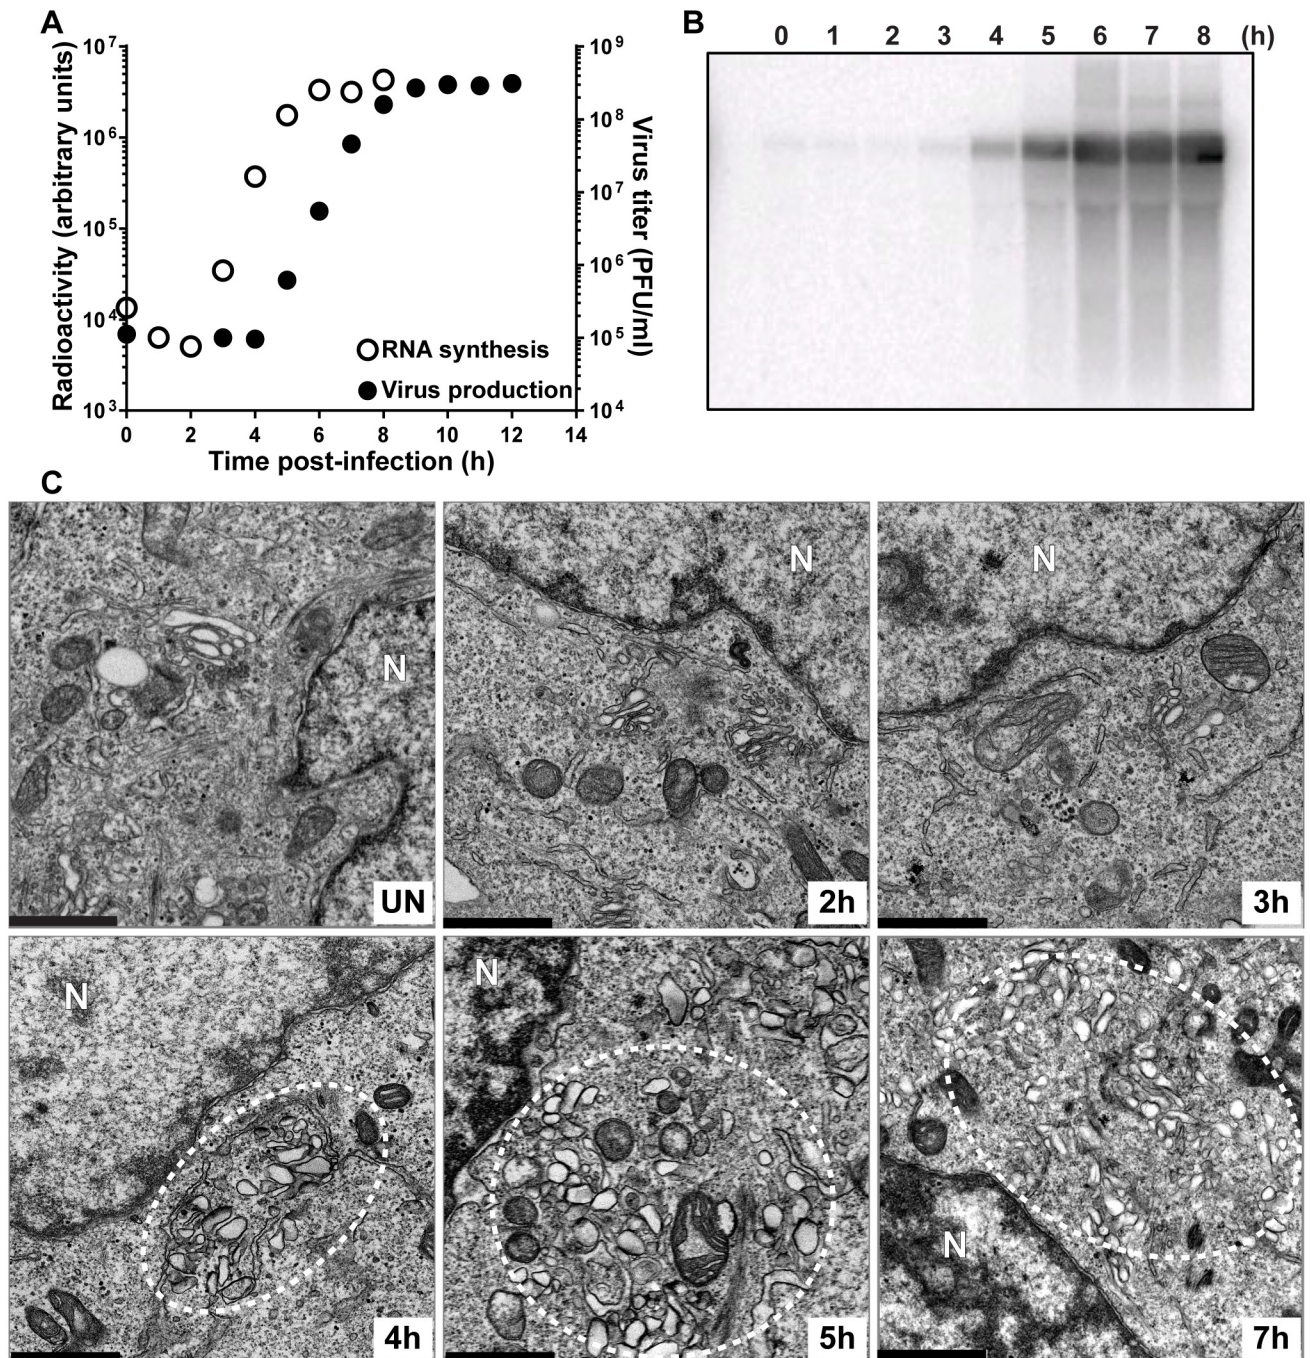 A
Radioactivity (arbitrary units)
10⁷
10⁶
10⁵
10⁴
10³
Virus titer (PFU/ml)
10⁹
10⁸
10⁷
10⁶
10⁵
10⁴
RNA synthesis
Virus production
0 2 4 6 8 10 12 14
Time post-infection (h)
B
0 1 2 3 4 5 6 7 8 (h)
C
N
UN
N
2h
N
3h
N
4h
N
5h
N
7h